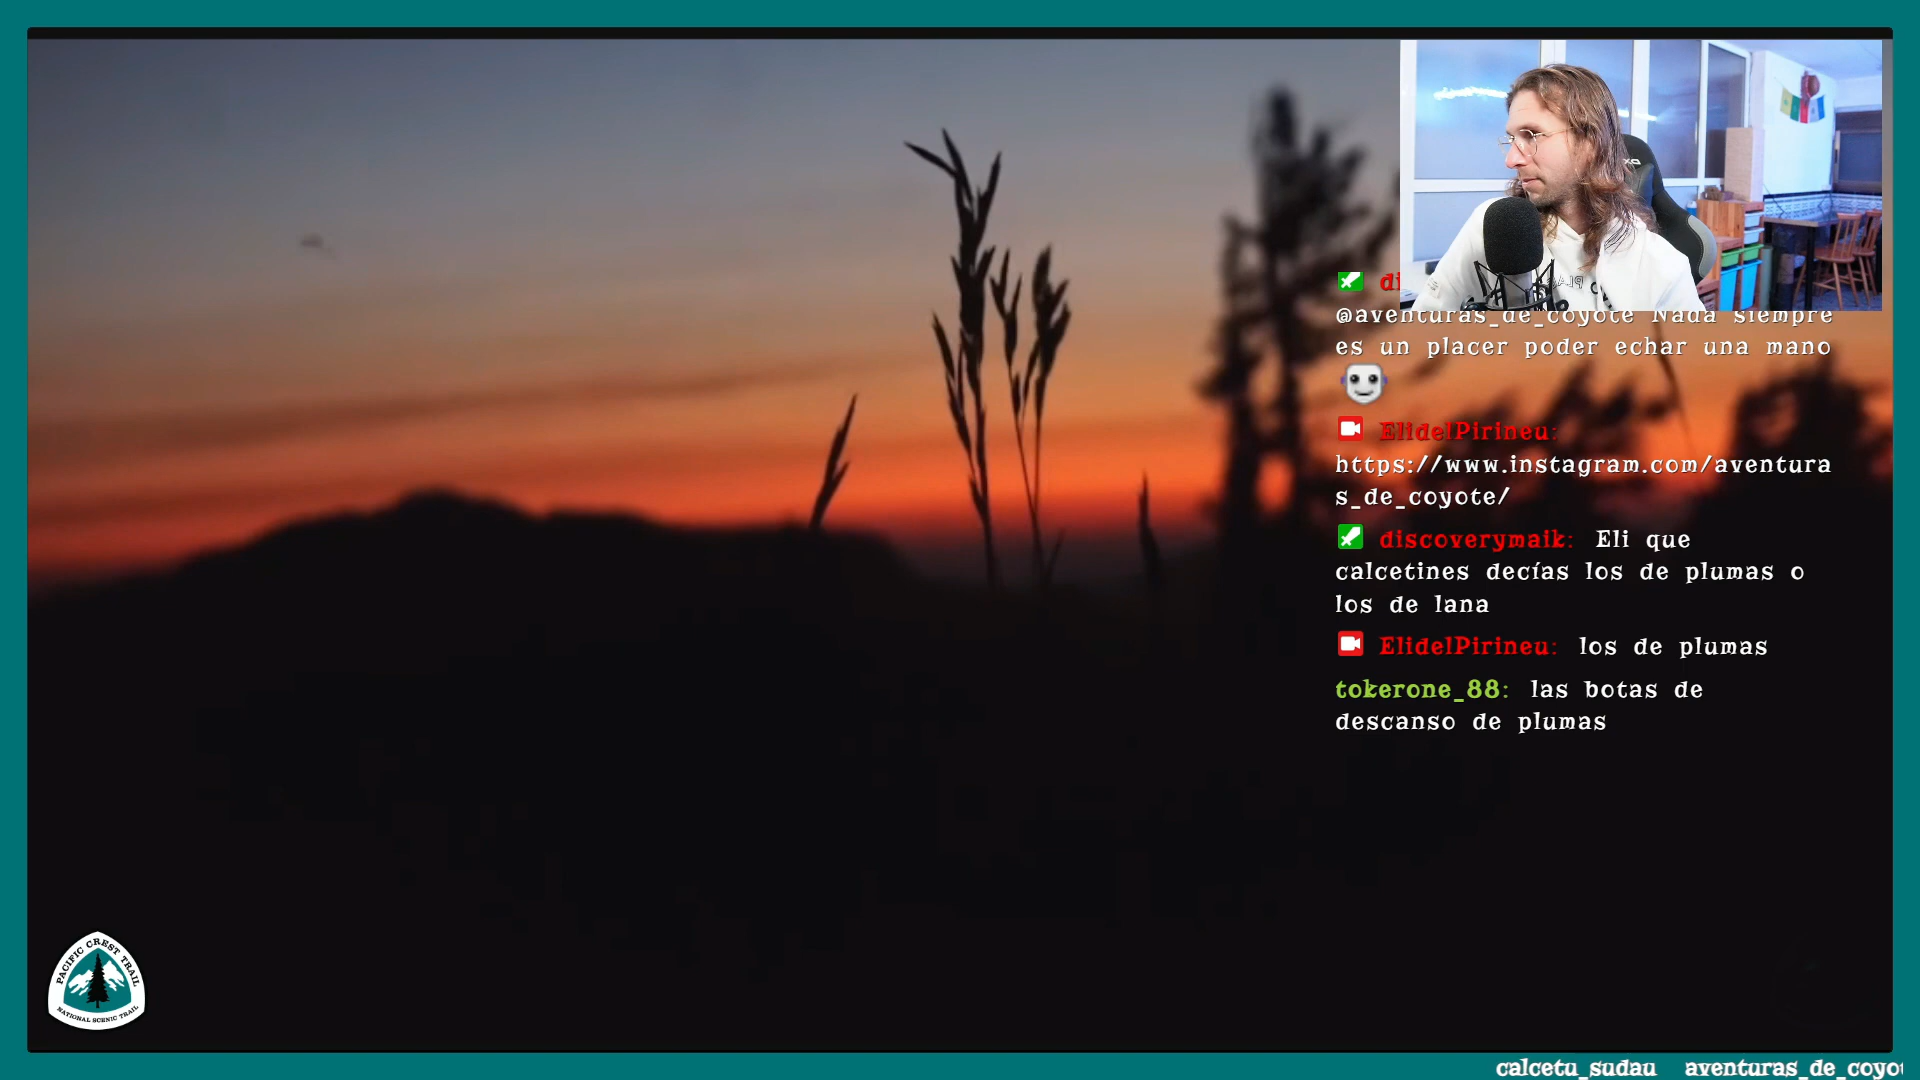 di
@aventuras_de_coyote Nada siempre
es un placer poder echar una mano
ElidelPirineu:
https://www.instagram.com/aventura
s_de_coyote/
discoverymaik: Eli que
calcetines decías los de plumas o
los de lana
ElidelPirineu: los de plumas
tokerone_88: las botas de
descanso de plumas
PACIFIC CREST TRAIL
NATIONAL SCENIC TRAIL
calcetu_sudau aventuras_de_coyot